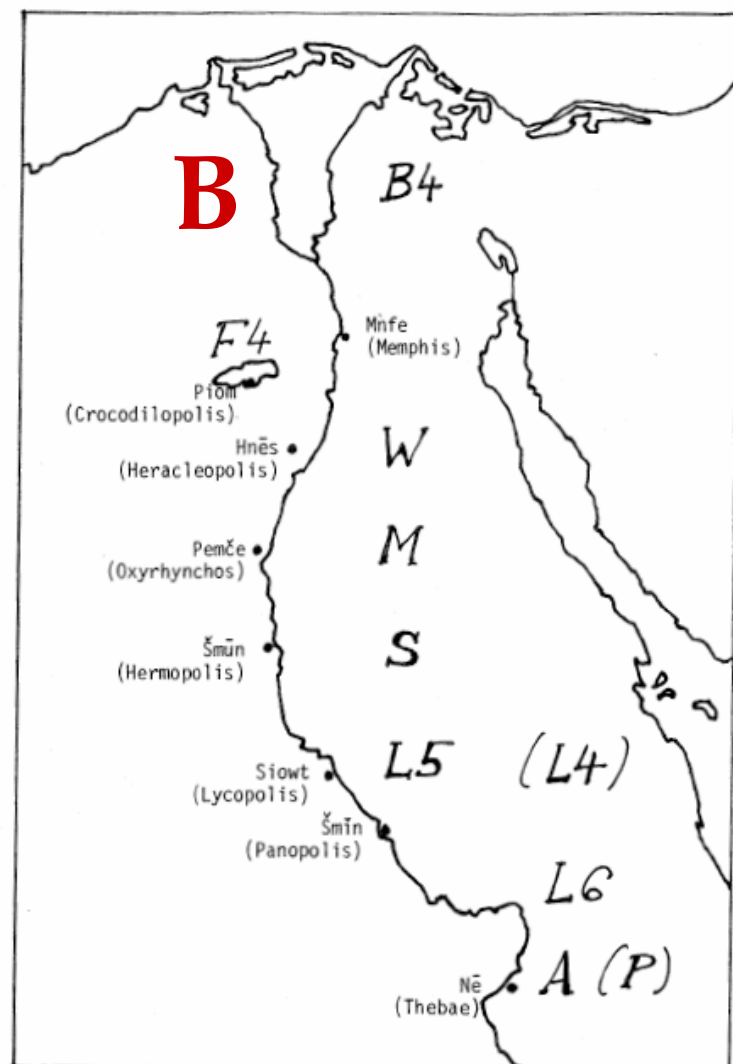 B
B4
F4
Mǹfe
(Memphis)
Piom
(Crocodilopolis)
Hnēs
(Heracleopolis)
W
Pemče
(Oxyrhynchos)
M
Šmūn
(Hermopolis)
S
Siowt
(Lycopolis)
L5 (L4)
Šmīn
(Panopolis)
L6
Nē
(Thebae)
A (P)